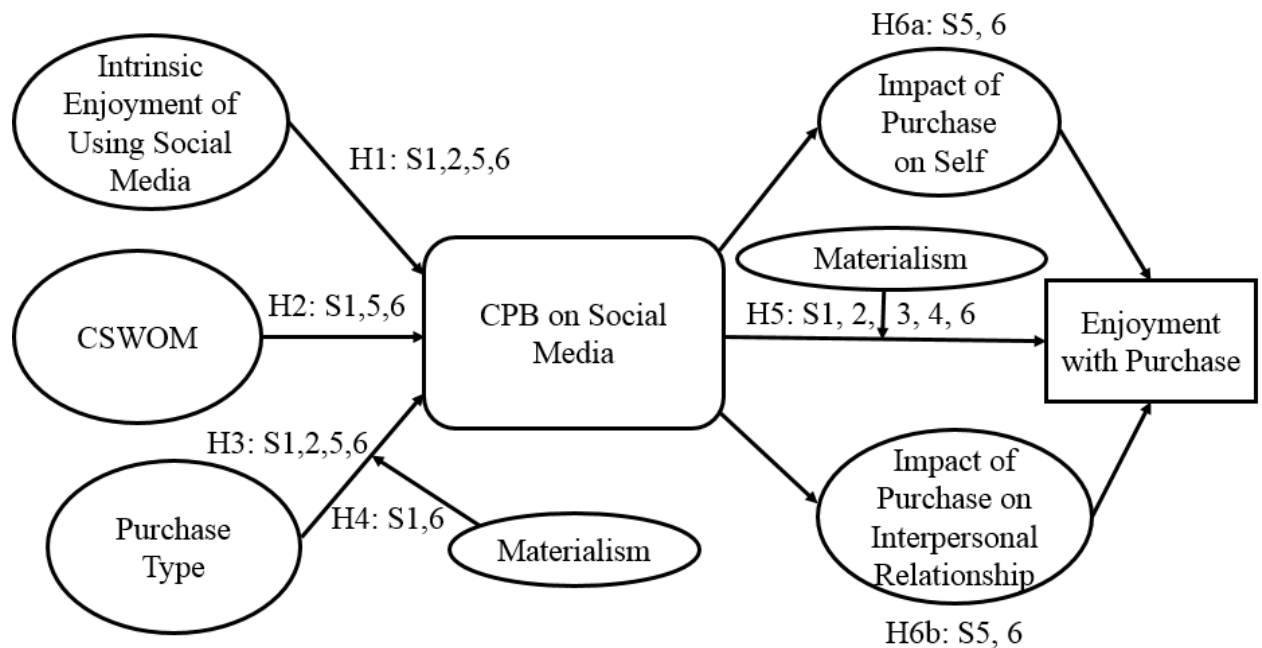 Intrinsic
Enjoyment of
Using Social
Media
H1: S1,2,5,6
CSWOM
H2: S1,5,6
Purchase
Type
H3: S1,2,5,6
H4: S1,6
Materialism
CPB on Social
Media
H6a: S5, 6
Impact of
Purchase
on Self
Materialism
H5: S1, 2, 3, 4, 6
Enjoyment
with Purchase
Impact of
Purchase on
Interpersonal
Relationship
H6b: S5, 6